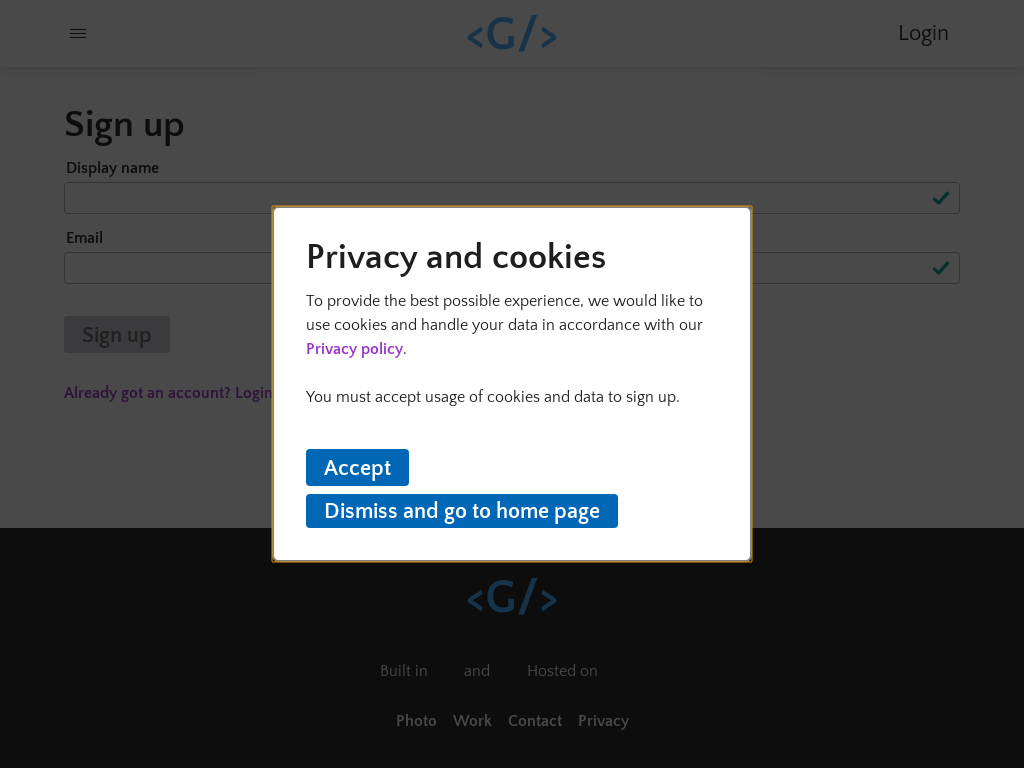 <G/>
Login
Sign up
Display name
Email
Sign up
Already got an account? Login
Privacy and cookies
To provide the best possible experience, we would like to
use cookies and handle your data in accordance with our
Privacy policy.
You must accept usage of cookies and data to sign up.
Accept
Dismiss and go to home page
<G/>
Built in and Hosted on
Photo Work Contact Privacy